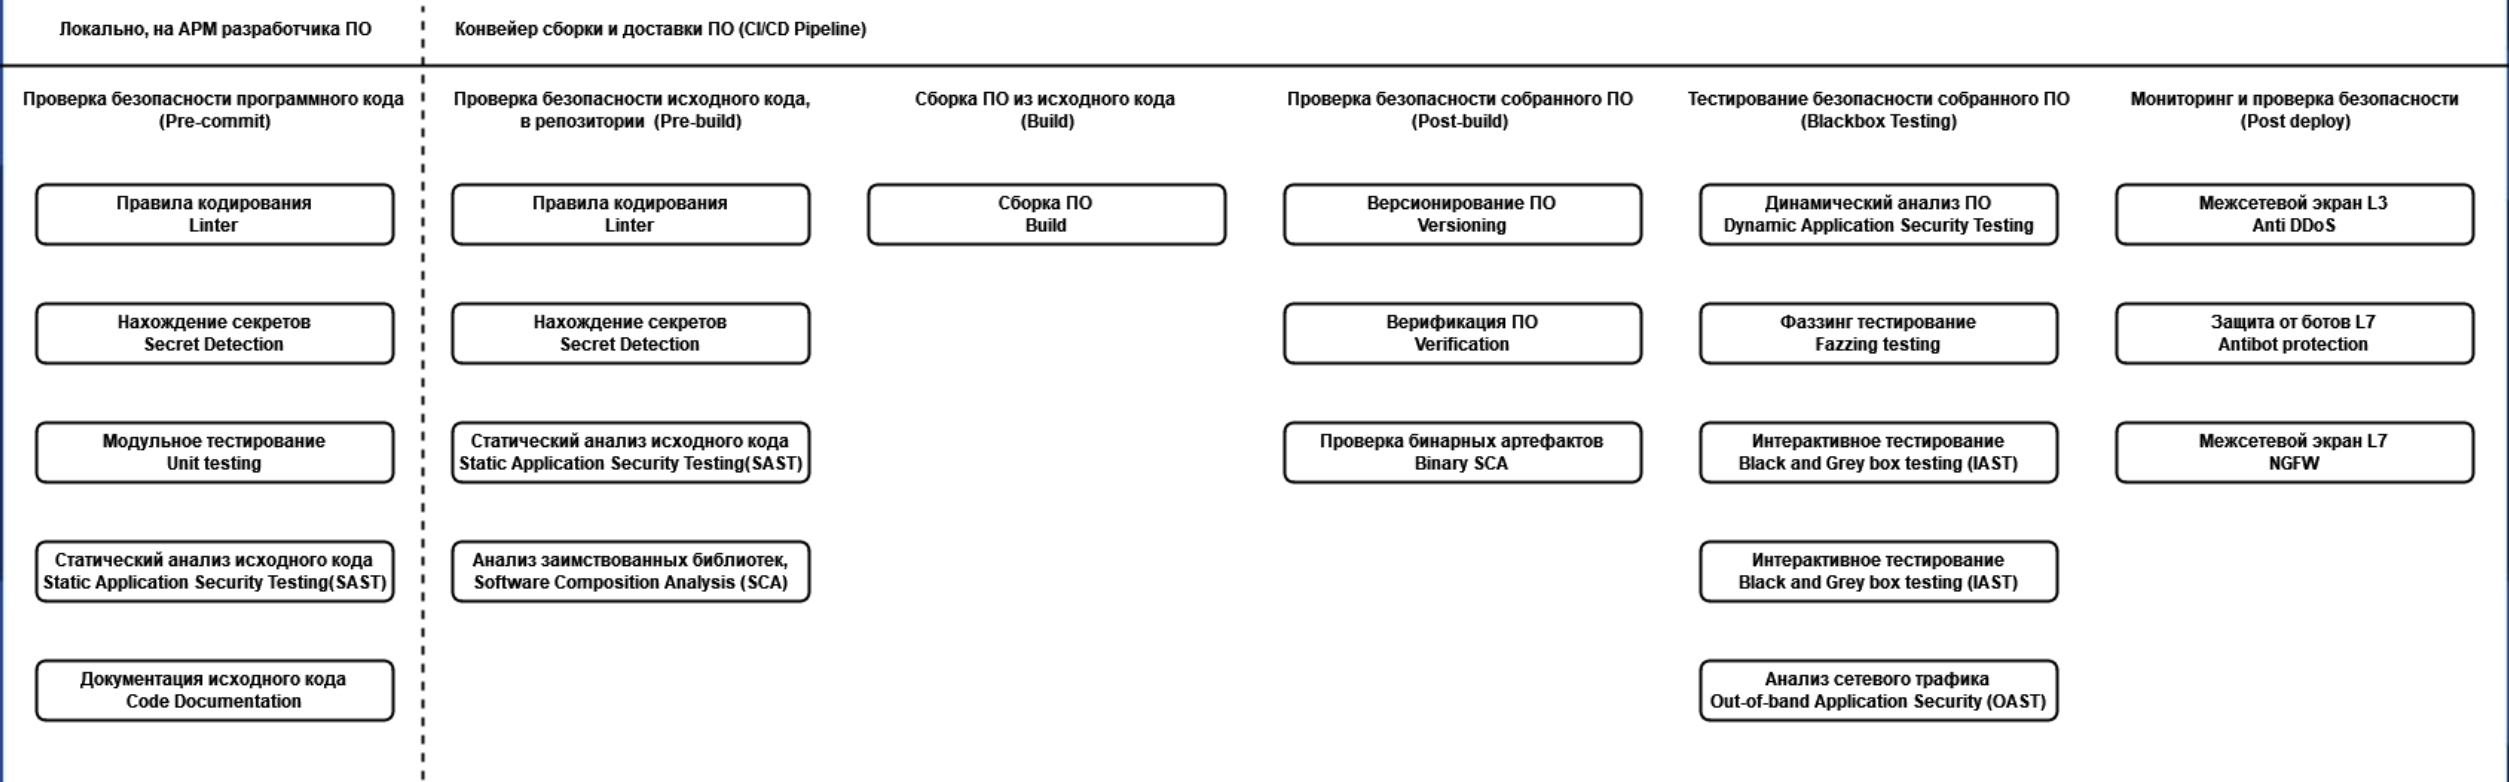 Локально, на АРМ разработчика ПО
Конвейер сборки и доставки ПО (CI/CD Pipeline)
Проверка безопасности программного кода
(Pre-commit)
Правила кодирования
Linter
Нахождение секретов
Secret Detection
Модульное тестирование
Unit testing
Статический анализ исходного кода
Static Application Security Testing(SAST)
Документация исходного кода
Code Documentation
Проверка безопасности исходного кода,
в репозитории (Pre-build)
Правила кодирования
Linter
Нахождение секретов
Secret Detection
Статический анализ исходного кода
Static Application Security Testing(SAST)
Анализ заимствованных библиотек,
Software Composition Analysis (SCA)
Сборка ПО из исходного кода
(Build)
Сборка ПО
Build
Проверка безопасности собранного ПО
(Post-build)
Версионирование ПО
Versioning
Верификация ПО
Verification
Проверка бинарных артефактов
Binary SCA
Тестирование безопасности собранного ПО
(Blackbox Testing)
Динамический анализ ПО
Dynamic Application Security Testing
Фаззинг тестирование
Fazzing testing
Интерактивное тестирование
Black and Grey box testing (IAST)
Интерактивное тестирование
Black and Grey box testing (IAST)
Анализ сетевого трафика
Out-of-band Application Security (OAST)
Мониторинг и проверка безопасности
(Post deploy)
Межсетевой экран L3
Anti DDoS
Защита от ботов L7
Antibot protection
Межсетевой экран L7
NGFW